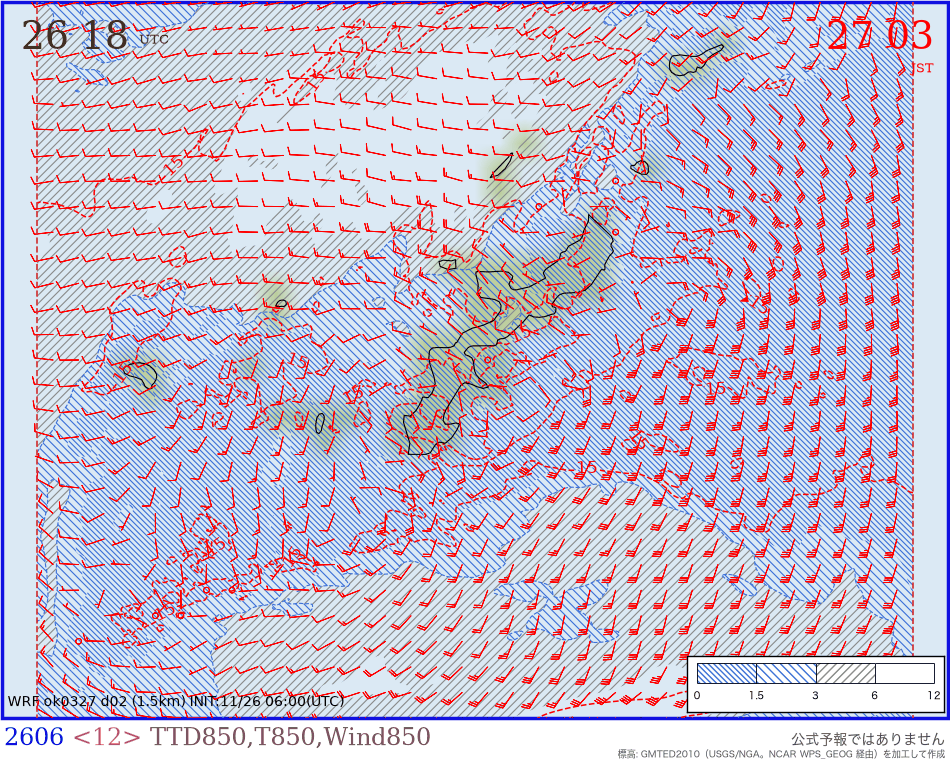 26 18 UTC
27 03
JST
15
15
15
15
15
15
15
WRF ok0327 d02 (1.5km) INIT:11/26 06:00(UTC)
0 1.5 3 6 12
2606 <12> TTD850,T850,Wind850
公式予報ではありません
標高: GMTED2010（USGS/NGA。NCAR WPS_GEOG 経由）を加工して作成